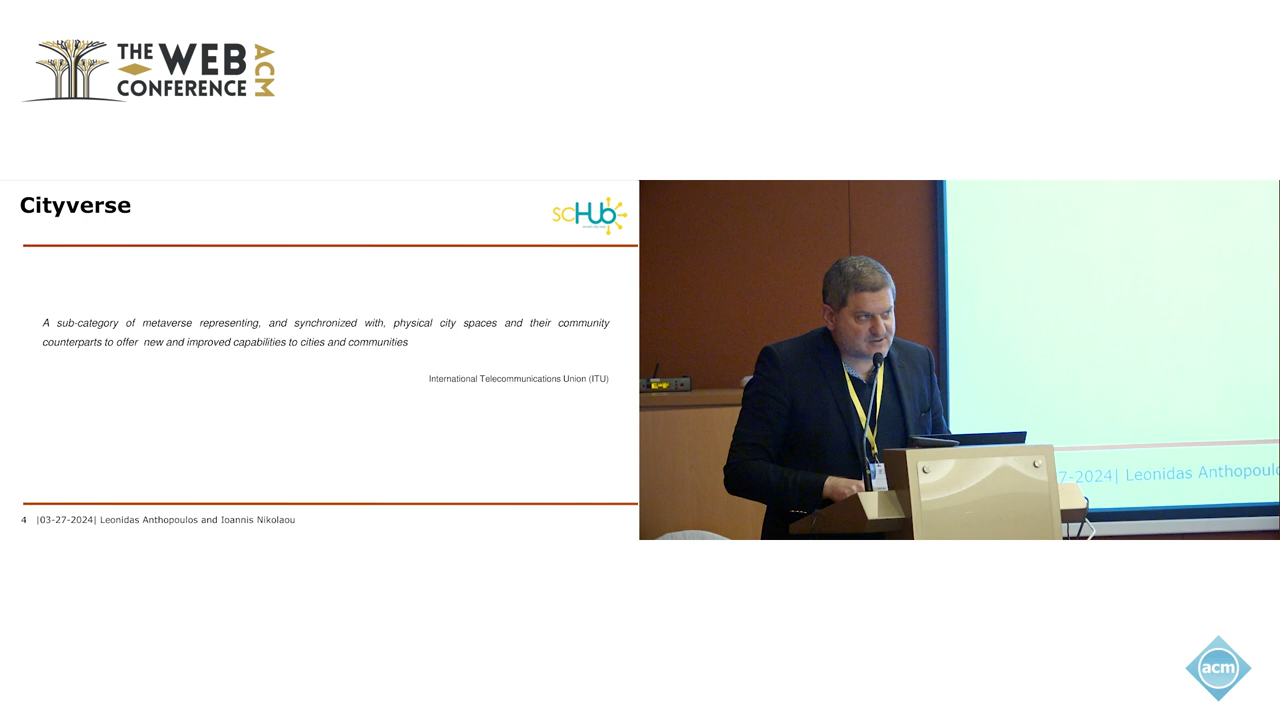 THE WEB
CONFERENCE
ACM
Cityverse
scHUb
A sub-category of metaverse representing, and synchronized with, physical city spaces and their community
counterparts to offer new and improved capabilities to cities and communities
International Telecommunications Union (ITU)
4 |03-27-2024| Leonidas Anthopoulos and Ioannis Nikolaou
7-2024| Leonidas Anthopoulo
acm